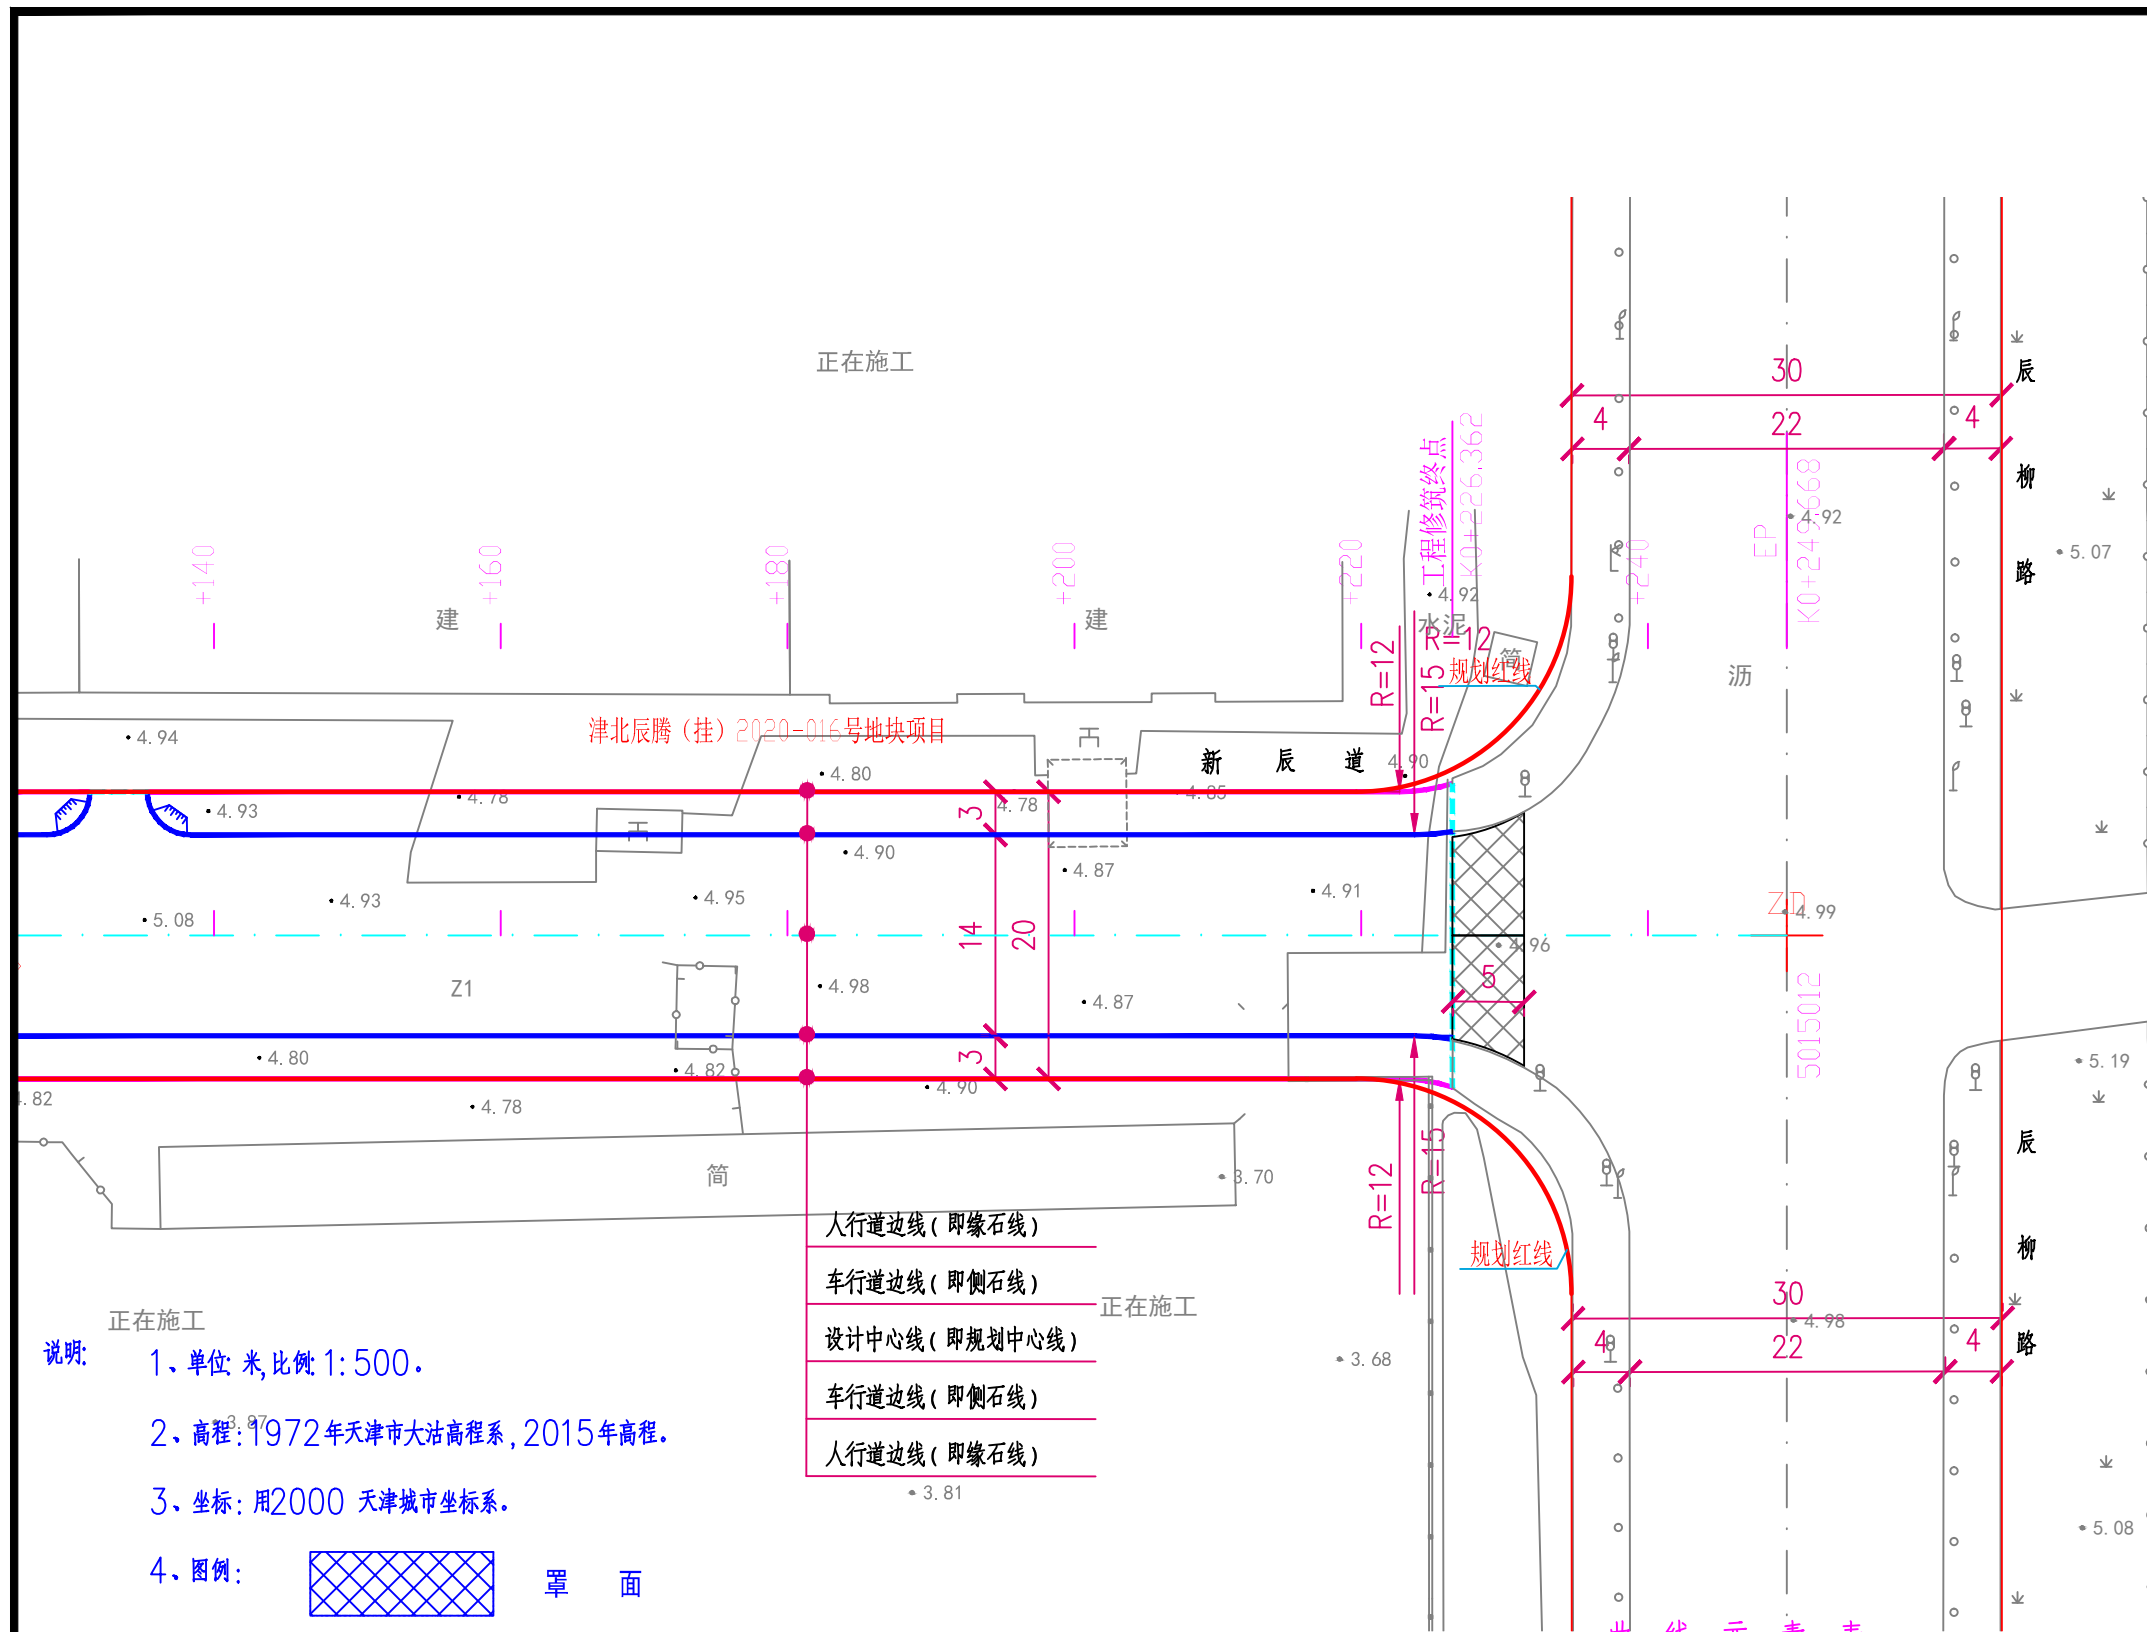 正在施工
30
4
22
4
辰
柳
路
工程修筑终点
K0+226.362
EP
K0+249.668
4.92
5.07
+140
+160
+180
+200
+220
+240
4.92
建
建
水泥
R=12
R=12
R=15
简
规划红线
沥
4.94
津北辰腾（挂）2020-016号地块项目
新 辰 道
4.90
4.80
4.78
4.93
4.78
4.85
3
4.90
4.87
4.93
4.95
4.91
5.08
14
20
ZD
4.99
4.96
5
Z1
4.98
4.87
5015012
4.80
4.82
3
4.90
5.19
4.78
R=15
R=12
辰
柳
路
简
3.70
人行道边线(即缘石线)
车行道边线(即侧石线)
设计中心线(即规划中心线)
车行道边线(即侧石线)
人行道边线(即缘石线)
规划红线
正在施工
正在施工
30
4
22
4
4.98
3.68
3.87
3.81
5.08
说明:
1、单位:米,比例:1:500。
2、高程:1972年天津市大沽高程系,2015年高程。
3、坐标:用2000 天津城市坐标系。
4、图例:
罩 面